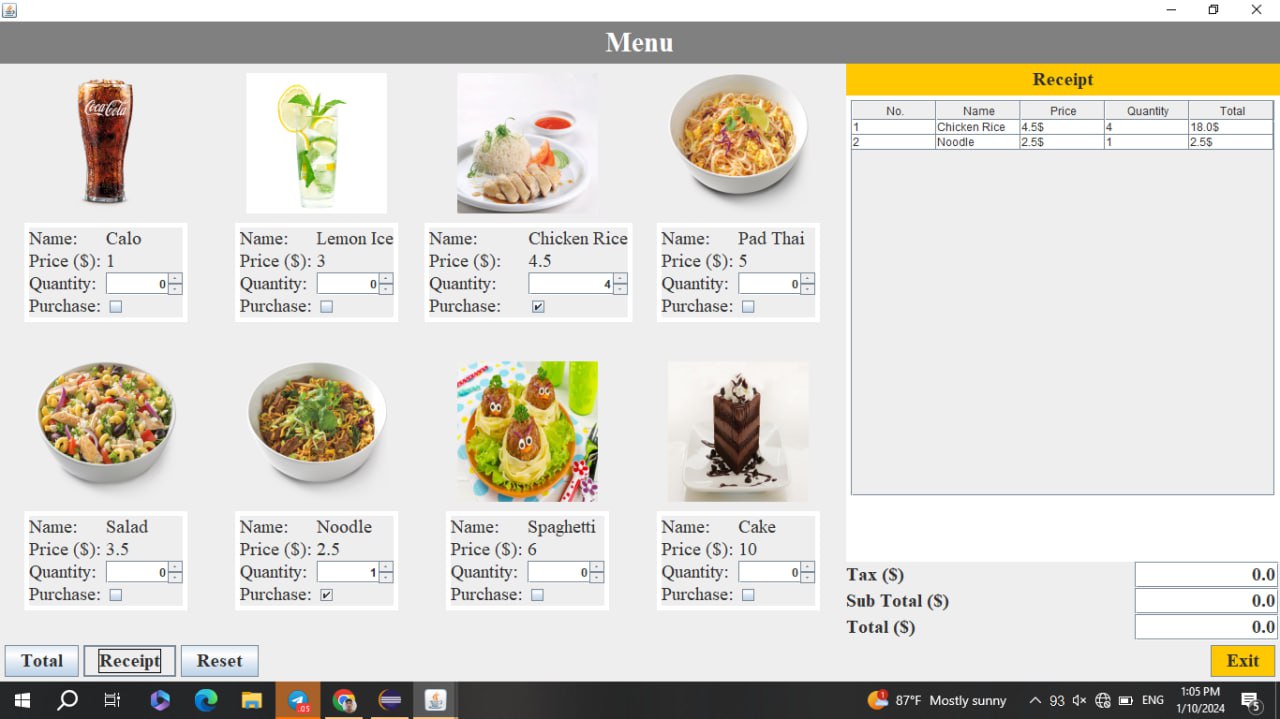 Menu
Coca-Cola
Name: Calo
Price ($): 1
Quantity: 0
Purchase:
Name: Lemon Ice
Price ($): 3
Quantity: 0
Purchase:
Name: Chicken Rice
Price ($): 4.5
Quantity: 4
Purchase:
Name: Pad Thai
Price ($): 5
Quantity: 0
Purchase:
Name: Salad
Price ($): 3.5
Quantity: 0
Purchase:
Name: Noodle
Price ($): 2.5
Quantity: 1
Purchase:
Name: Spaghetti
Price ($): 6
Quantity: 0
Purchase:
Name: Cake
Price ($): 10
Quantity: 0
Purchase:
Total Receipt Reset
Receipt
No. Name Price Quantity Total
1 Chicken Rice 4.5$ 4 18.0$
2 Noodle 2.5$ 1 2.5$
Tax ($) 0.0
Sub Total ($) 0.0
Total ($) 0.0
Exit
.05
1
87°F Mostly sunny
93
ENG
1:05 PM
1/10/2024
5